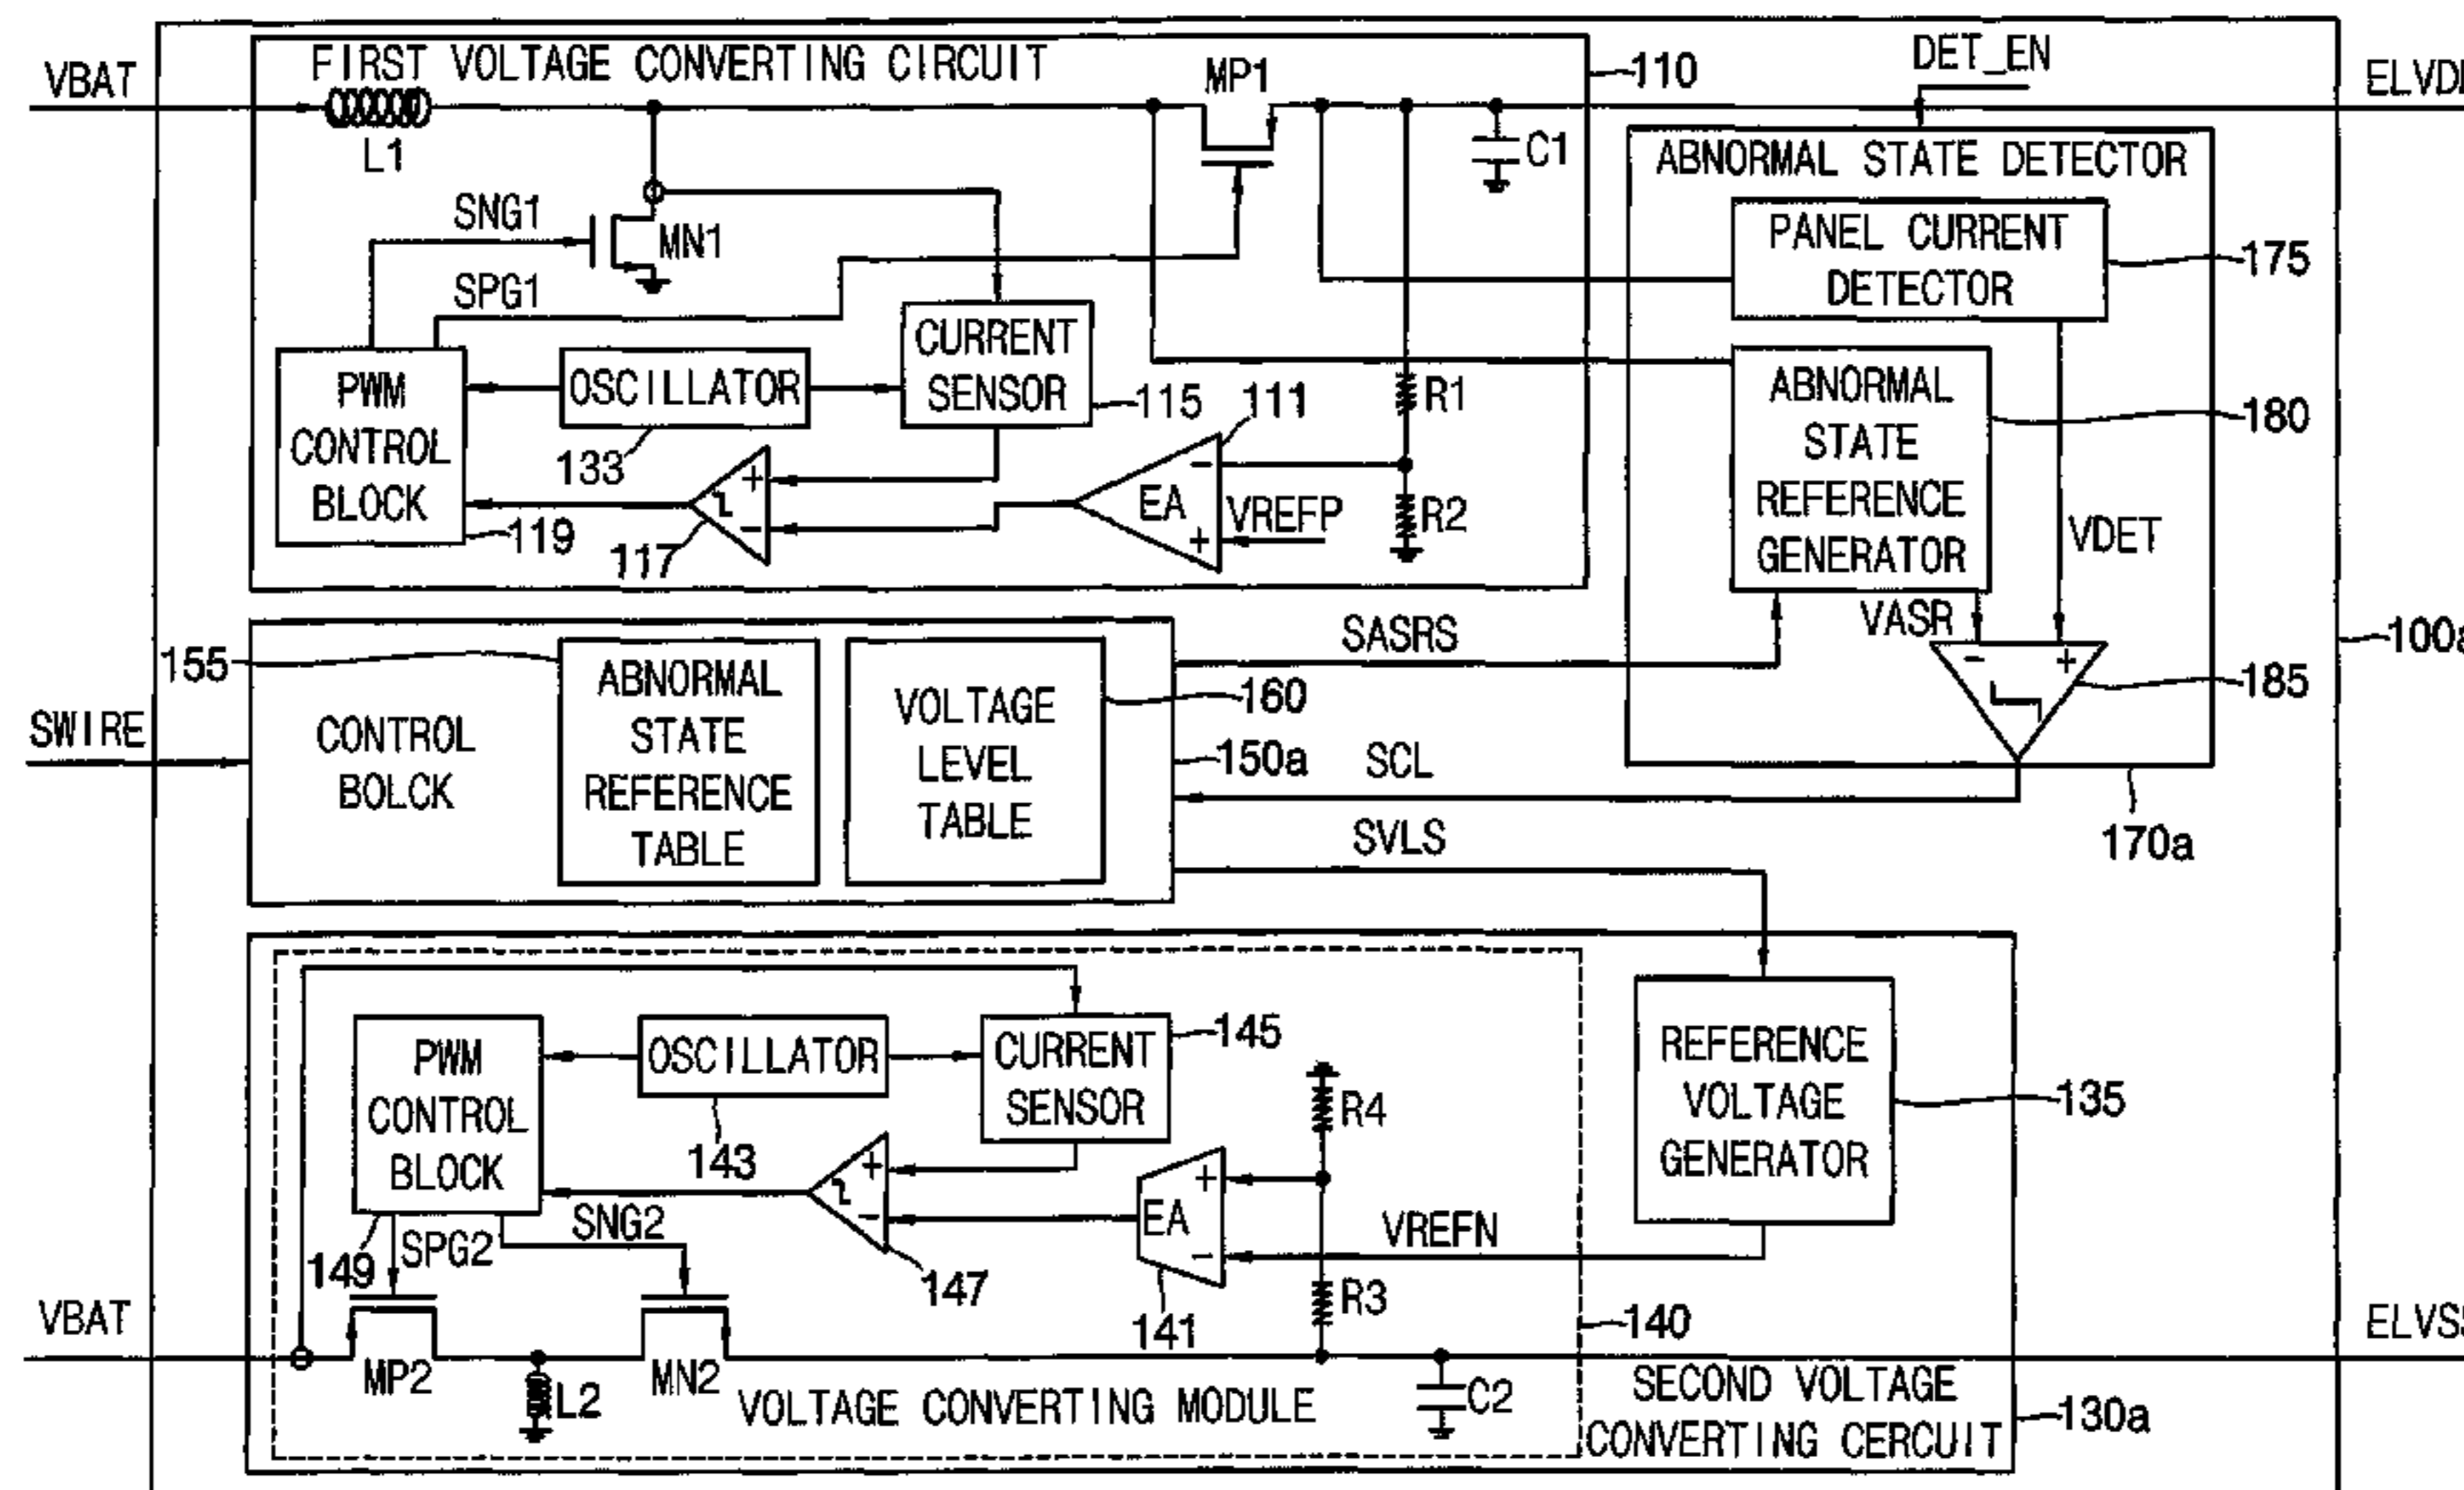 VBAT
FIRST VOLTAGE CONVERTING CIRCUIT
MP1
110
DET_EN
ELVDD
L1
C1
ABNORMAL STATE DETECTOR
SNG1
MN1
PANEL CURRENT
DETECTOR
175
SPG1
CURRENT
SENSOR
115
PWM
CONTROL
BLOCK
OSCILLATOR
133
111
R1
ABNORMAL
STATE
REFERENCE
GENERATOR
180
+
-
-
EA
+
VREFP
R2
119
117
VDET
VASR
155
ABNORMAL
STATE
REFERENCE
TABLE
VOLTAGE
LEVEL
TABLE
160
SASRS
-
+
185
100a
SWIRE
CONTROL
BOLCK
150a
SCL
170a
SVLS
PWM
CONTROL
BLOCK
OSCILLATOR
143
CURRENT
SENSOR
145
R4
REFERENCE
VOLTAGE
GENERATOR
135
+
-
+
EA
-
VREFN
149
SPG2
SNG2
147
141
R3
140
VBAT
ELVSS
MP2
L2
MN2
VOLTAGE CONVERTING MODULE
C2
SECOND VOLTAGE
CONVERTING CERCUIT
130a